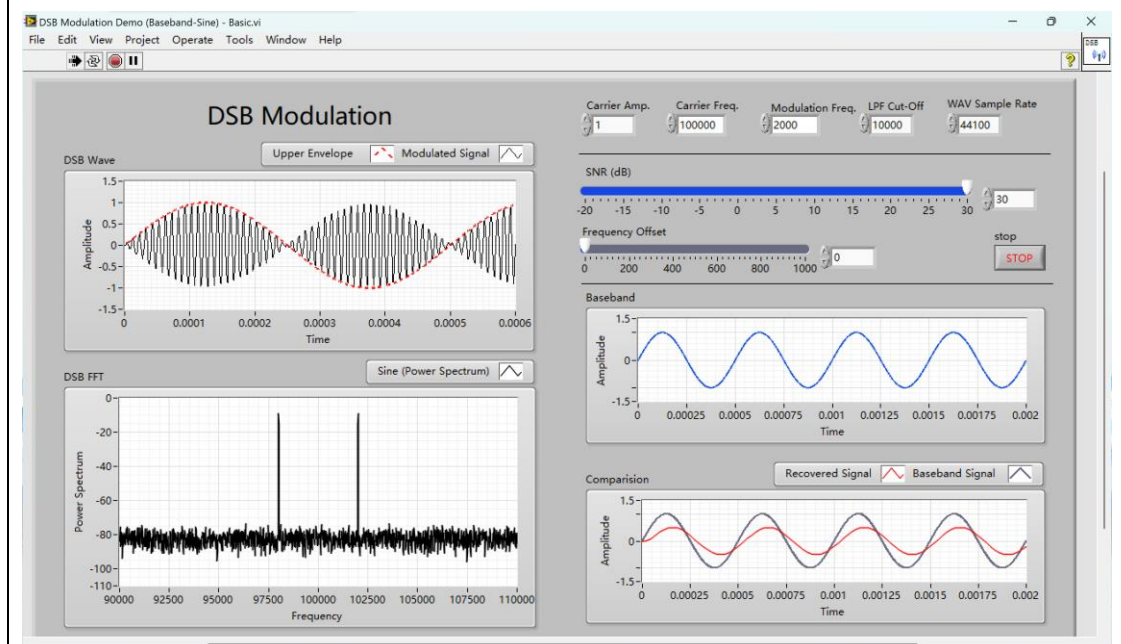 DSB Modulation Demo (Baseband-Sine) - Basic.vi
File Edit View Project Operate Tools Window Help
DSB
DSB Modulation
Carrier Amp. Carrier Freq. Modulation Freq. LPF Cut-Off WAV Sample Rate
1 100000 2000 10000 44100
DSB Wave
Upper Envelope Modulated Signal
1.5
1
0.5
0
-0.5
-1
-1.5
Amplitude
0 0.0001 0.0002 0.0003 0.0004 0.0005 0.0006
Time
SNR (dB)
-20 -15 -10 -5 0 5 10 15 20 25 30
30
Frequency Offset
0 200 400 600 800 1000
0
stop
STOP
DSB FFT
Sine (Power Spectrum)
0
-20
-40
-60
-80
-100
-110
Power Spectrum
90000 92500 95000 97500 100000 102500 105000 107500 110000
Frequency
Baseband
1.5
0
-1.5
Amplitude
0 0.00025 0.0005 0.00075 0.001 0.00125 0.0015 0.00175 0.002
Time
Comparision
Recovered Signal Baseband Signal
1.5
0
-1.5
Amplitude
0 0.00025 0.0005 0.00075 0.001 0.00125 0.0015 0.00175 0.002
Time